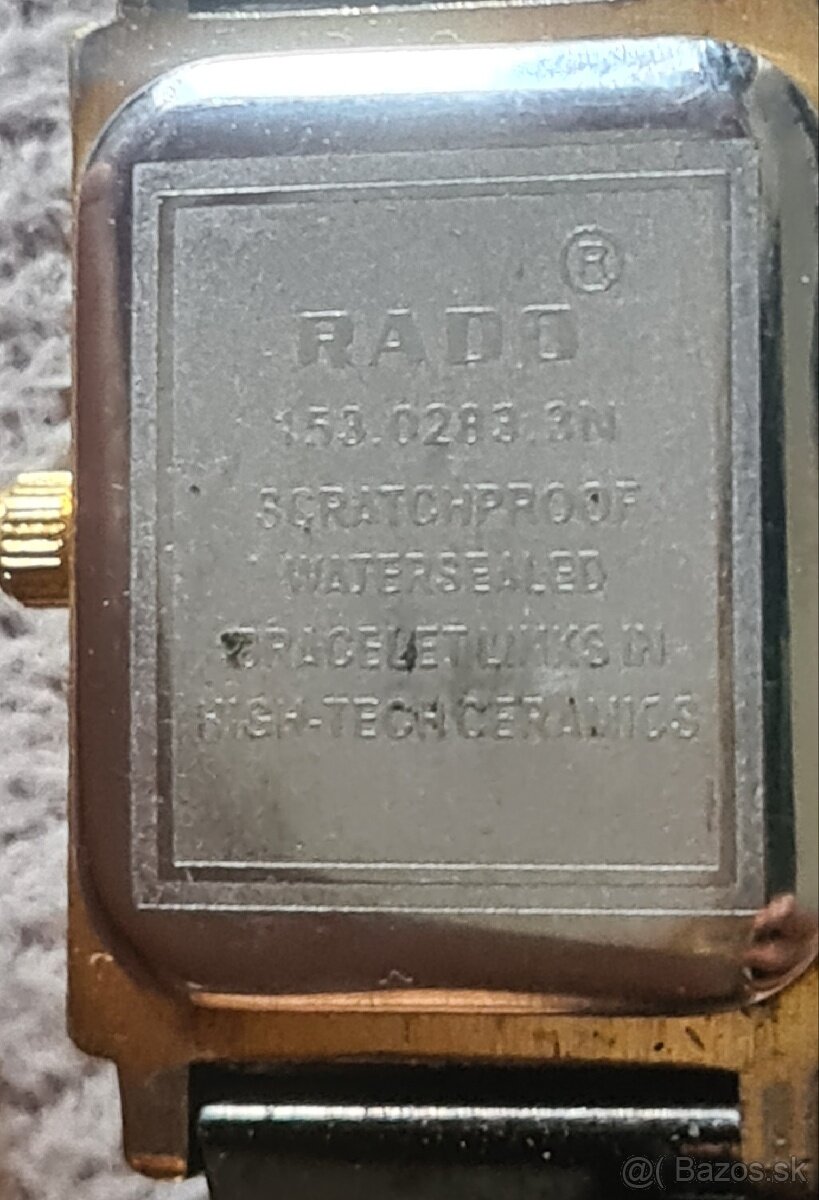 ®
RADO
153.0283.3N
SCRATCHPROOF
WATERSEALED
BRACELET LINKS IN
HIGH-TECH CERAMICS
@( Bazos.sk